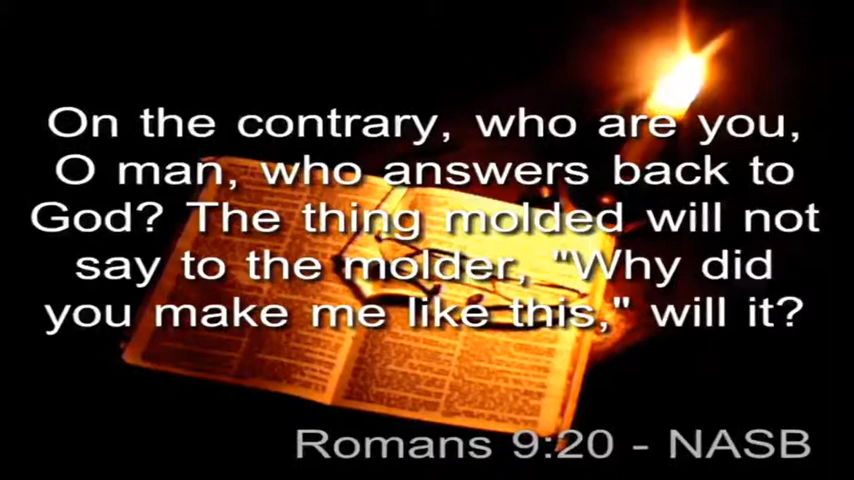 On the contrary, who are you,
O man, who answers back to
God? The thing molded will not
say to the molder, "Why did
you make me like this," will it?
Romans 9:20 - NASB